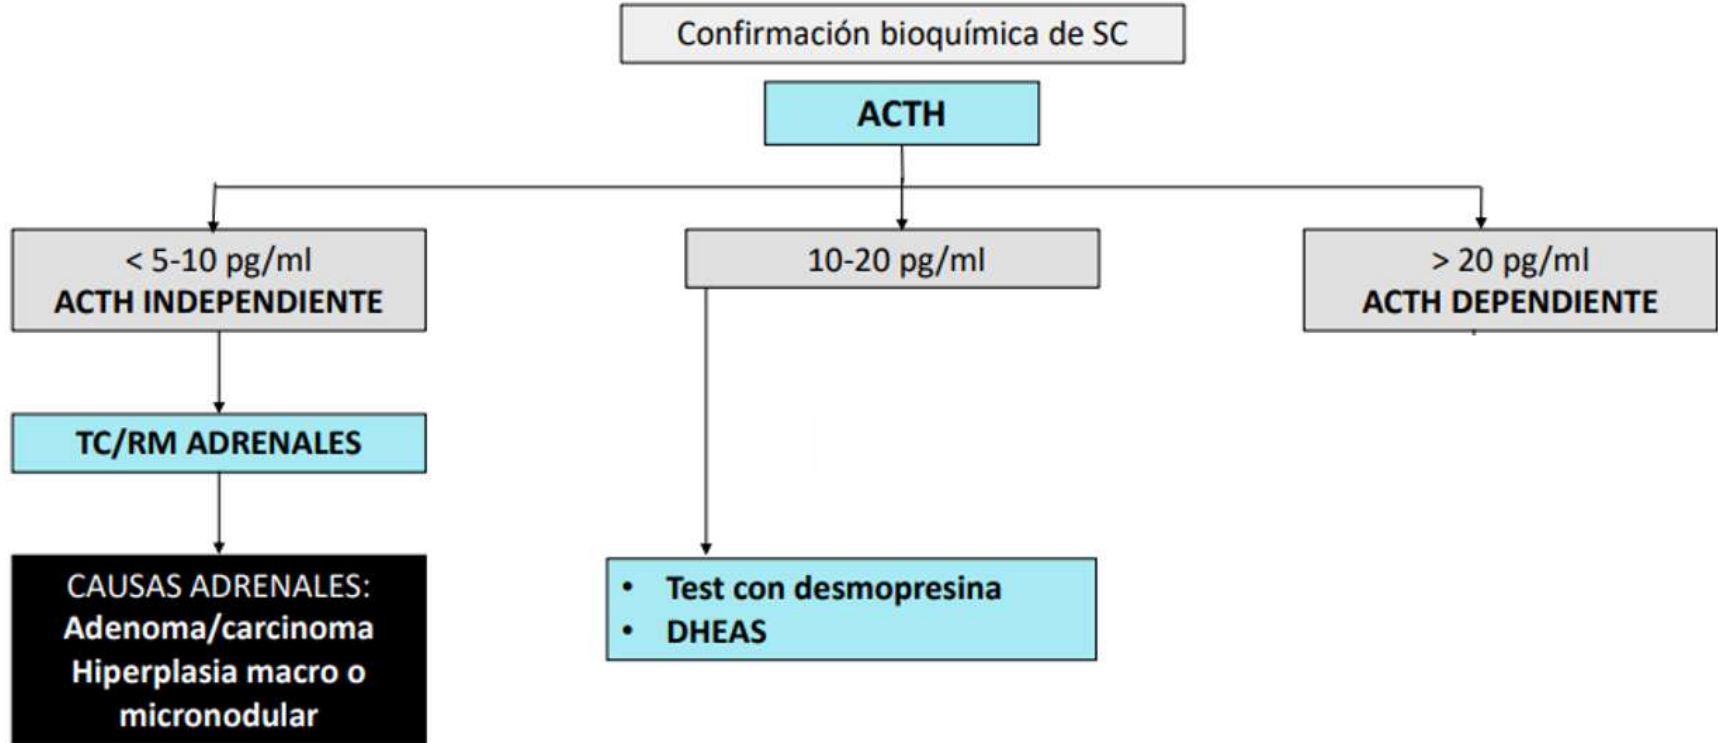 Confirmación bioquímica de SC
ACTH
< 5-10 pg/ml
ACTH INDEPENDIENTE
10-20 pg/ml
> 20 pg/ml
ACTH DEPENDIENTE
TC/RM ADRENALES
CAUSAS ADRENALES:
Adenoma/carcinoma
Hiperplasia macro o
micronodular
• Test con desmopresina
• DHEAS